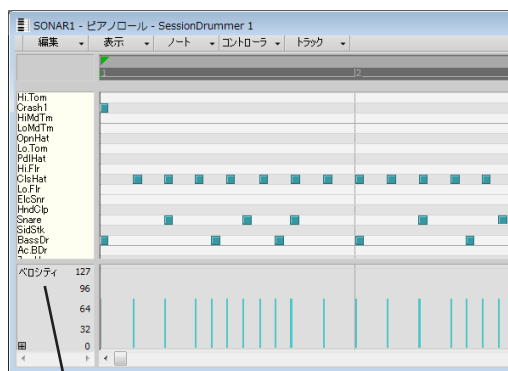 SONAR1 - ピアノロール - SessionDrummer 1
編集 表示 ノート コントローラ トラック
1 2
Hi.Tom
Crash1
HiMdTm
LoMdTm
OpnHat
Lo.Tom
PdlHat
Hi.Flr
ClsHat
Lo.Flr
ElcSnr
HndClp
Snare
SidStk
BassDr
Ac.BDr
ベロシティ 127
96
64
32
0